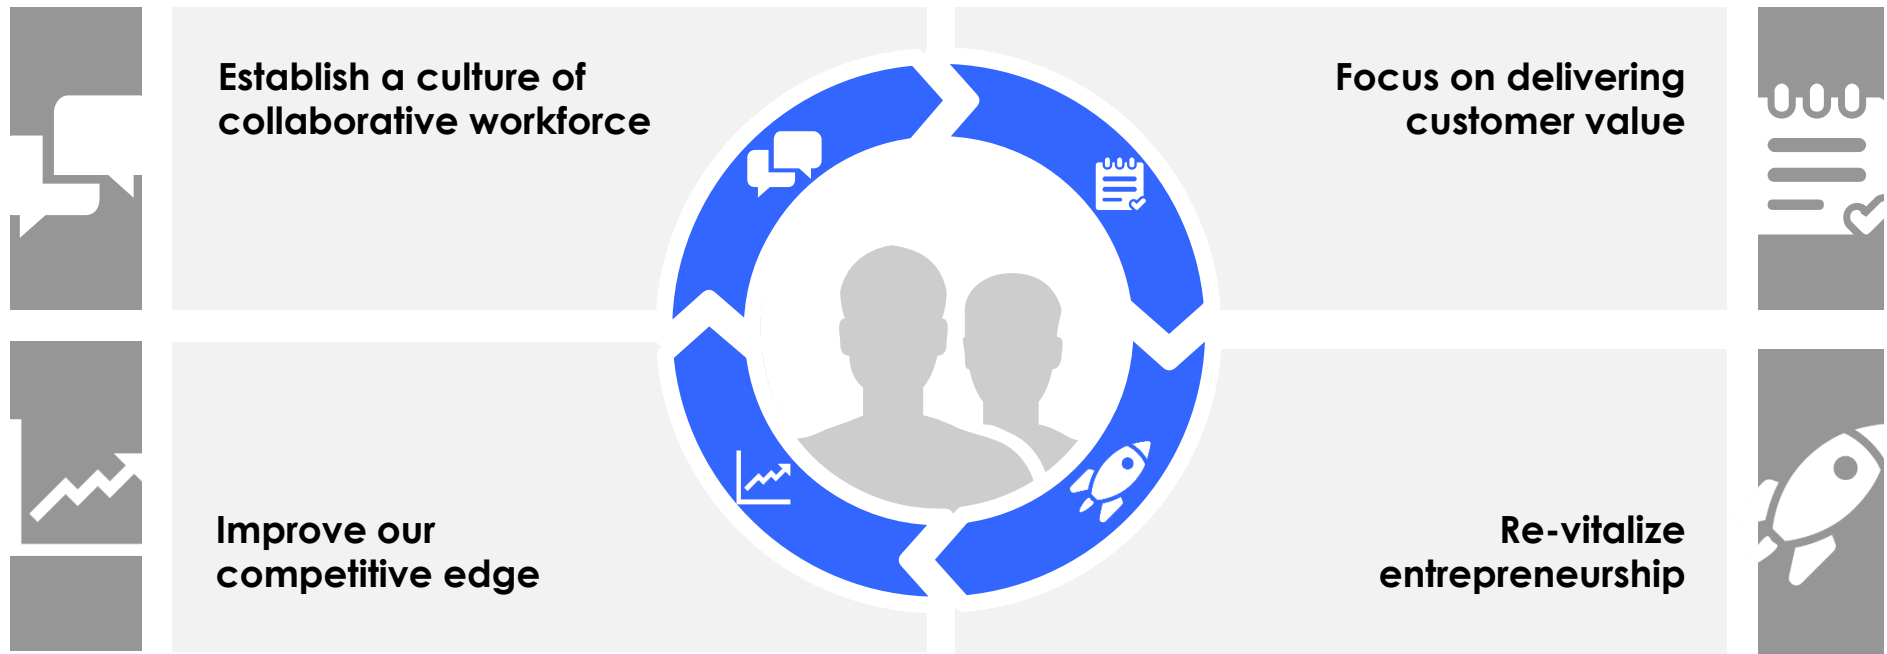 Establish a culture of
collaborative workforce
Focus on delivering
customer value
Improve our
competitive edge
Re-vitalize
entrepreneurship